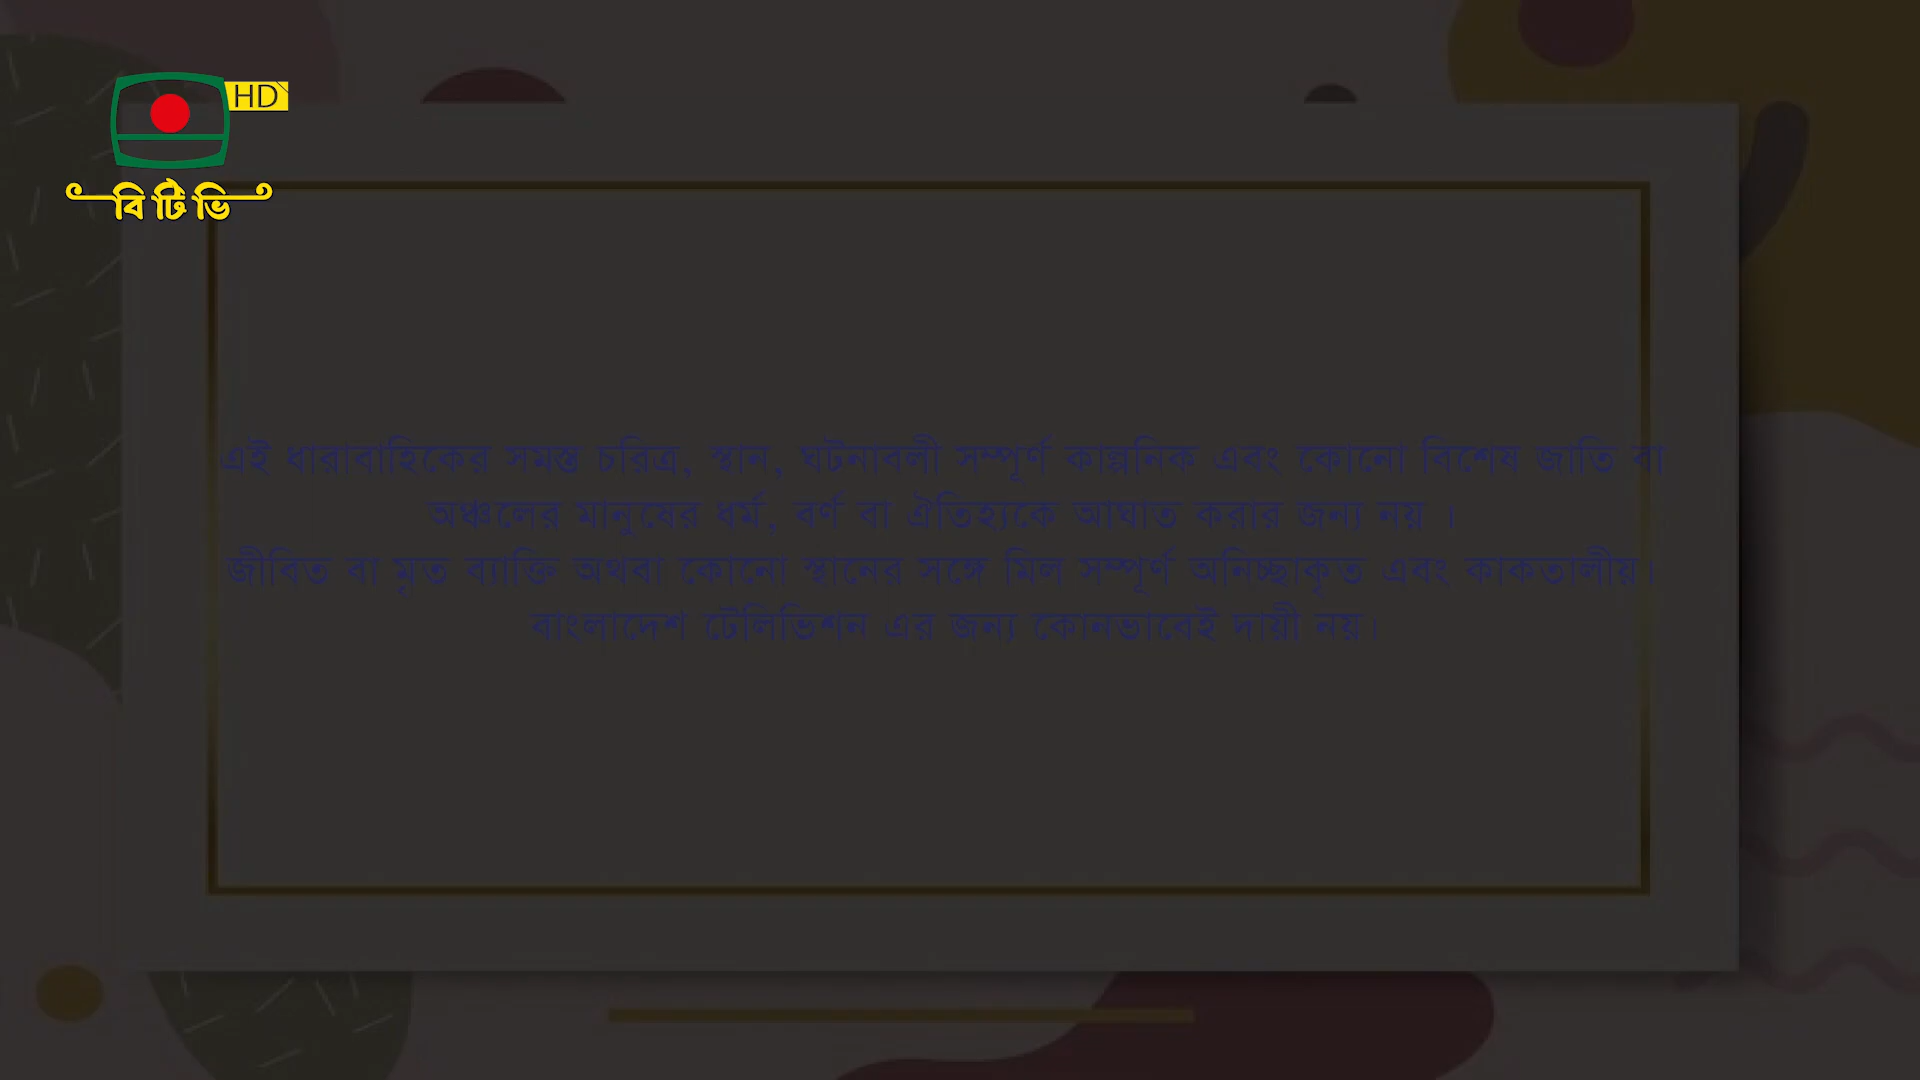 HD
বিটিভি
এই ধারাবাহিকের সমস্ত চরিত্র, স্থান, ঘটনাবলী সম্পূর্ণ কাল্পনিক এবং কোনো বিশেষ জাতি বা
অঞ্চলের মানুষের ধর্ম, বর্ণ বা ঐতিহ্যকে আঘাত করার জন্য নয় ।
জীবিত বা মৃত ব্যাক্তি অথবা কোনো স্থানের সঙ্গে মিল সম্পূর্ণ অনিচ্ছাকৃত এবং কাকতালীয়।
বাংলাদেশ টেলিভিশন এর জন্য কোনভাবেই দায়ী নয়।